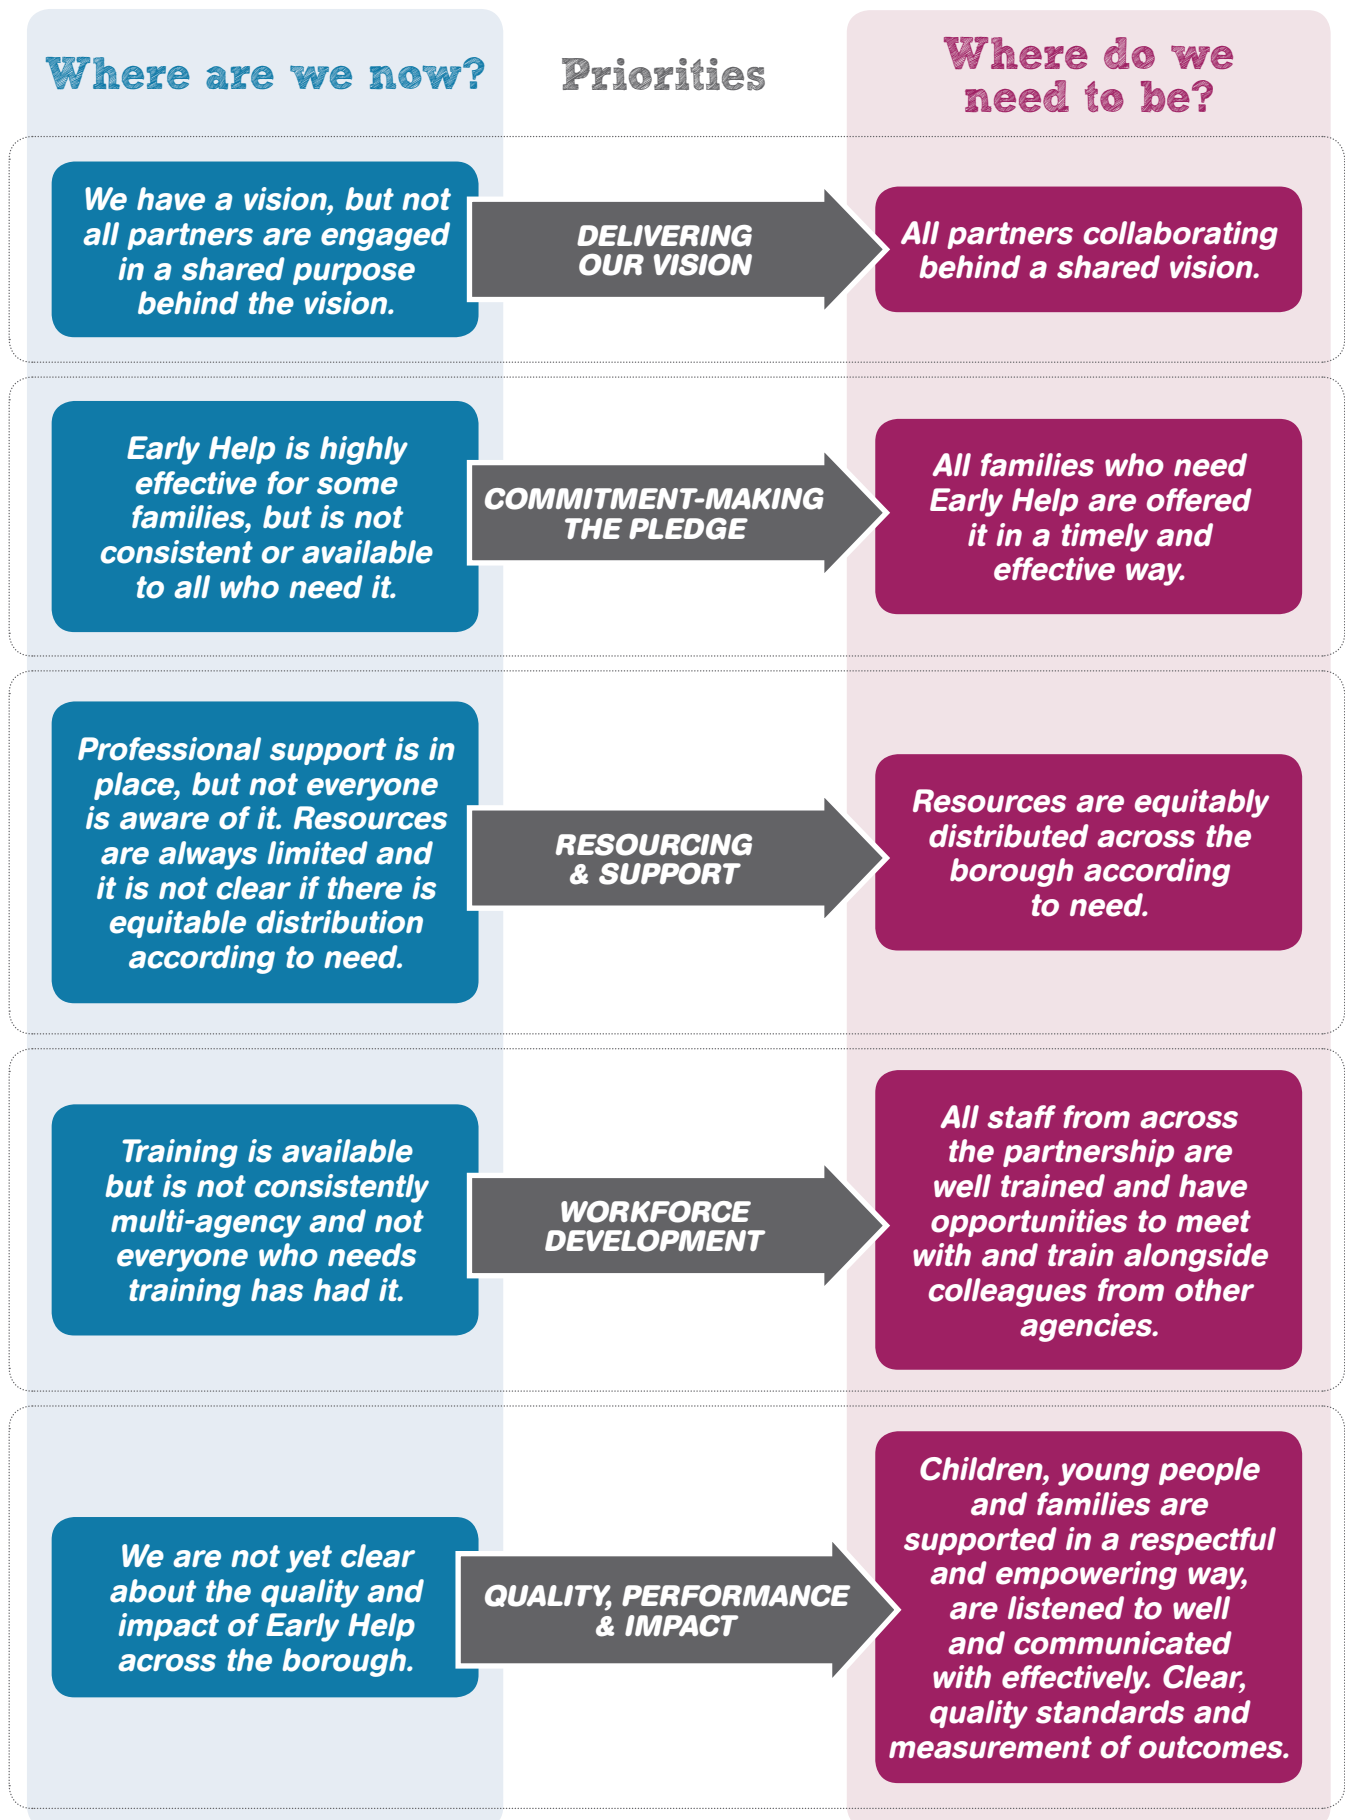 Where are we now?
Priorities
Where do we
need to be?
We have a vision, but not
all partners are engaged
in a shared purpose
behind the vision.
DELIVERING
OUR VISION
All partners collaborating
behind a shared vision.
Early Help is highly
effective for some
families, but is not
consistent or available
to all who need it.
COMMITMENT-MAKING
THE PLEDGE
All families who need
Early Help are offered
it in a timely and
effective way.
Professional support is in
place, but not everyone
is aware of it. Resources
are always limited and
it is not clear if there is
equitable distribution
according to need.
RESOURCING
& SUPPORT
Resources are equitably
distributed across the
borough according
to need.
Training is available
but is not consistently
multi-agency and not
everyone who needs
training has had it.
WORKFORCE
DEVELOPMENT
All staff from across
the partnership are
well trained and have
opportunities to meet
with and train alongside
colleagues from other
agencies.
We are not yet clear
about the quality and
impact of Early Help
across the borough.
QUALITY, PERFORMANCE
& IMPACT
Children, young people
and families are
supported in a respectful
and empowering way,
are listened to well
and communicated
with effectively. Clear,
quality standards and
measurement of outcomes.